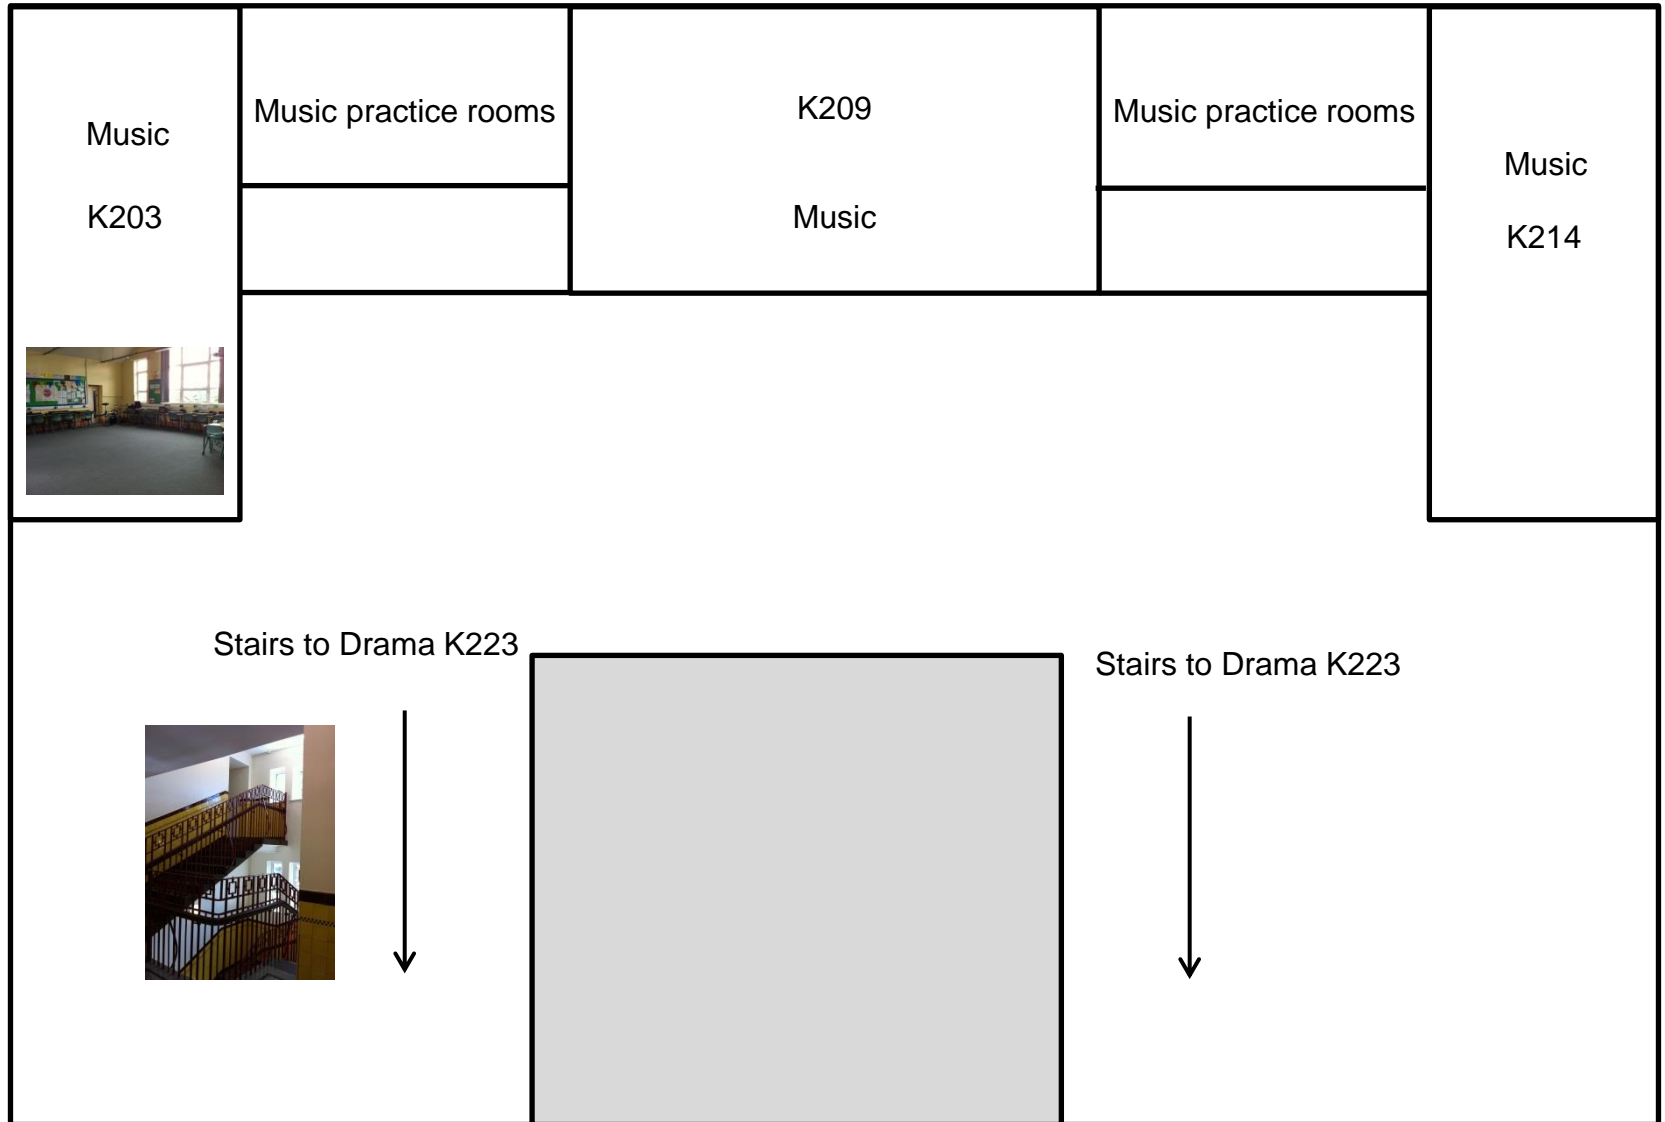 Music
K203
Music practice rooms
K209
Music
Music practice rooms
Music
K214
Stairs to Drama K223
Stairs to Drama K223